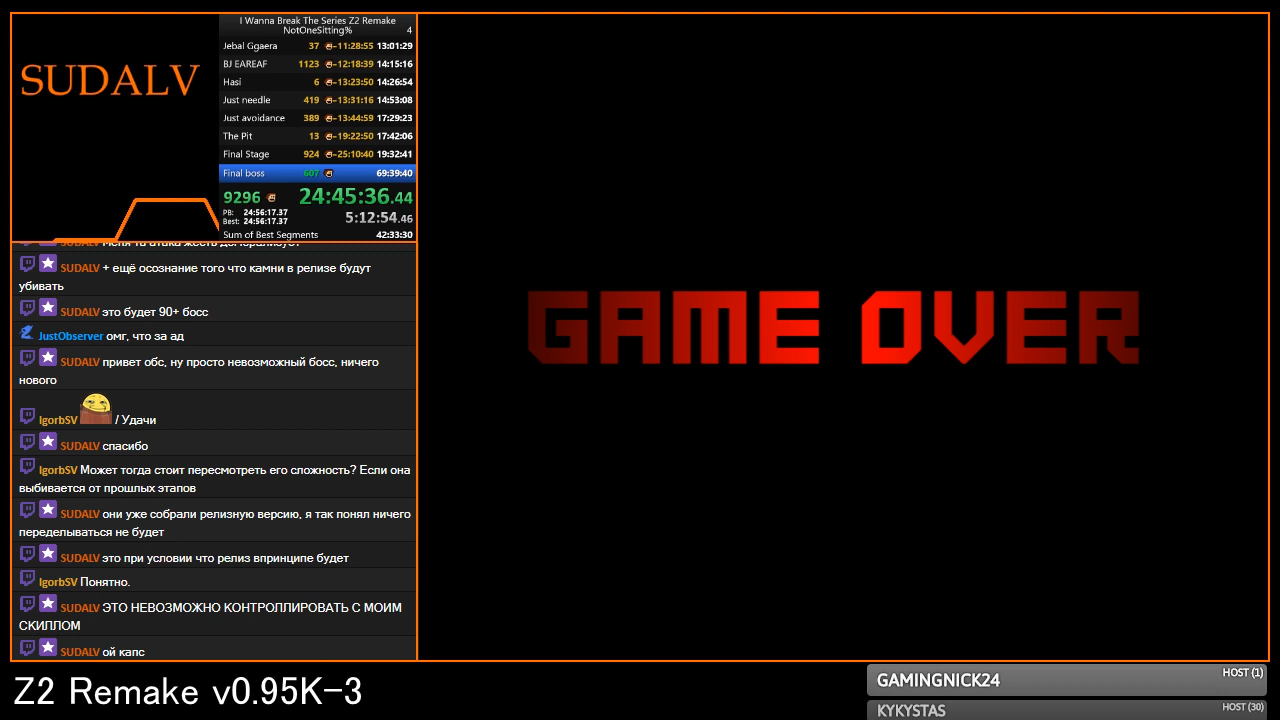 SUDALV
I Wanna Break The Series Z2 Remake
NotOneSitting% 4
Jebal Ggaera 37 -11:28:55 13:01:29
BJ EAREAF 1123 -12:18:39 14:15:16
Hasi 6 -13:23:50 14:26:54
Just needle 419 -13:31:16 14:53:08
Just avoidance 389 -13:44:59 17:29:23
The Pit 13 -19:22:50 17:42:06
Final Stage 924 -25:10:40 19:32:41
Final boss 607 69:39:40
9296 24:45:36.44
PB: 24:56:17.37
Best: 24:56:17.37
5:12:54.46
Sum of Best Segments 42:33:30
SUDALV меня та атака жесть деморализует
SUDALV + ещё осознание того что камни в релизе будут
убивать
SUDALV это будет 90+ босс
JustObserver омг, что за ад
SUDALV привет обс, ну просто невозможный босс, ничего
нового
IgorbSV / Удачи
SUDALV спасибо
IgorbSV Может тогда стоит пересмотреть его сложность? Если она
выбивается от прошлых этапов
SUDALV они уже собрали релизную версию, я так понял ничего
переделываться не будет
SUDALV это при условии что релиз впринципе будет
IgorbSV Понятно.
SUDALV ЭТО НЕВОЗМОЖНО КОНТРОЛЛИРОВАТЬ С МОИМ
СКИЛЛОМ
SUDALV ой капс
GAME OVER
Z2 Remake v0.95K-3
GAMINGNICK24 HOST (1)
KYKYSTAS HOST (30)